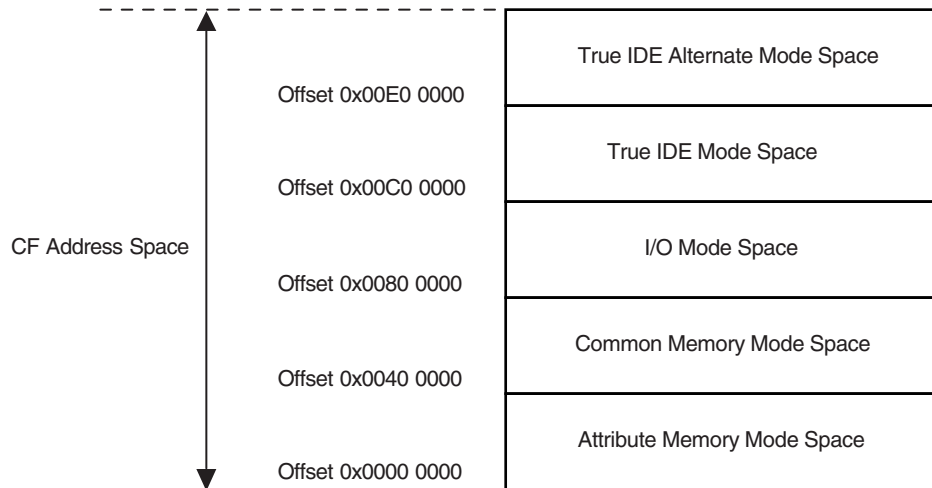 True IDE Alternate Mode Space
Offset 0x00E0 0000
True IDE Mode Space
Offset 0x00C0 0000
CF Address Space
I/O Mode Space
Offset 0x0080 0000
Common Memory Mode Space
Offset 0x0040 0000
Attribute Memory Mode Space
Offset 0x0000 0000